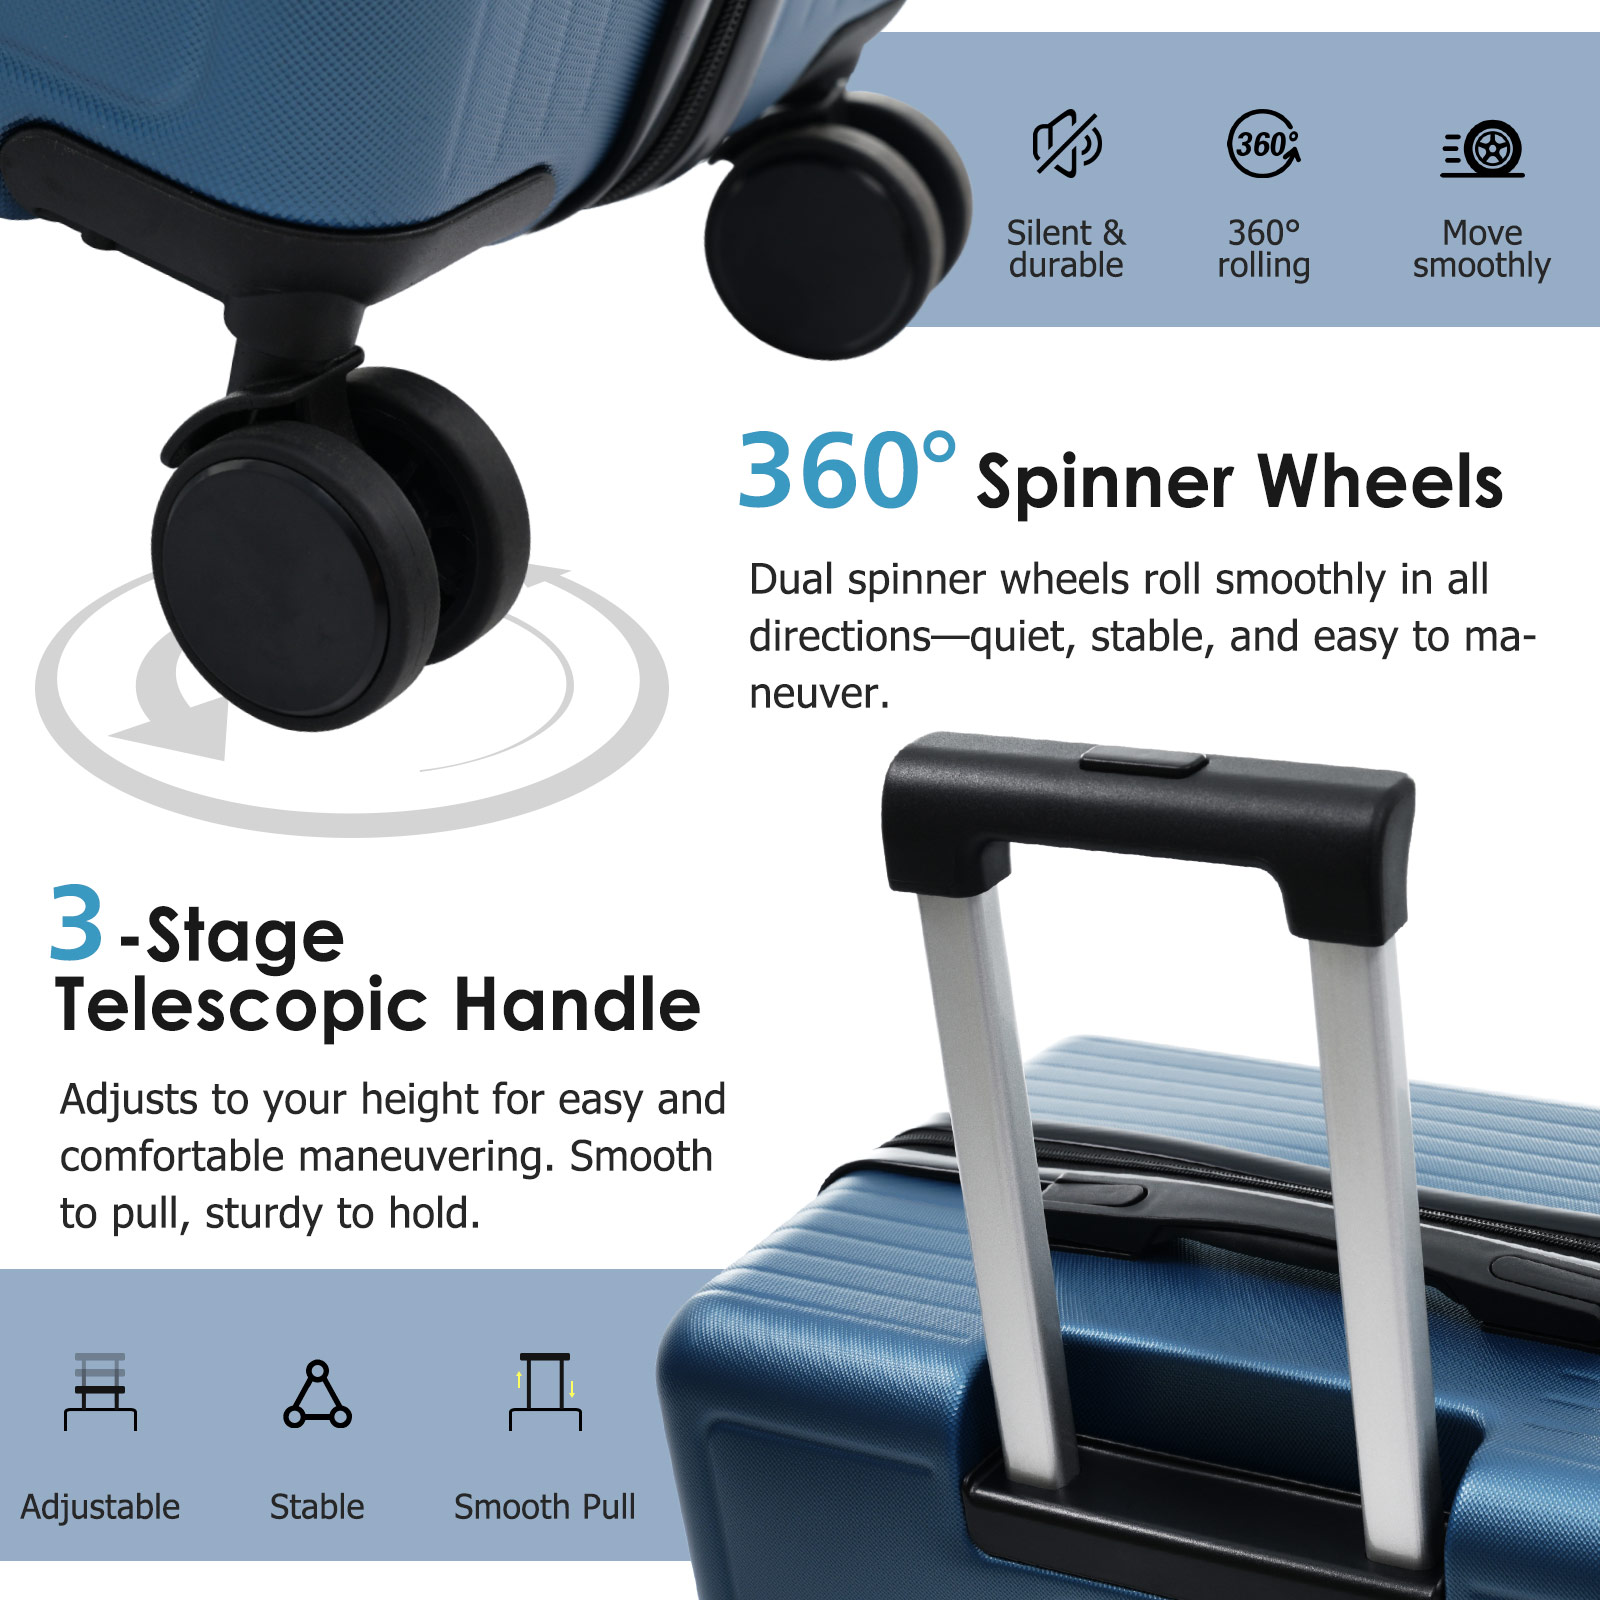 360°
Silent &
durable
360°
rolling
Move
smoothly
360° Spinner Wheels
Dual spinner wheels roll smoothly in all
directions—quiet, stable, and easy to ma-
neuver.
3-Stage
Telescopic Handle
Adjusts to your height for easy and
comfortable maneuvering. Smooth
to pull, sturdy to hold.
Adjustable
Stable
Smooth Pull